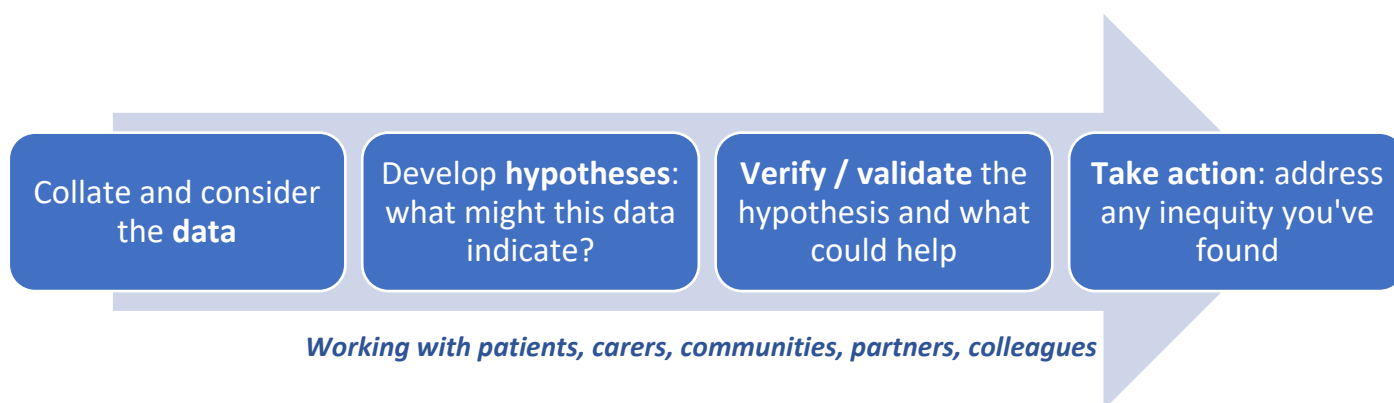 Collate and consider
the data
Develop hypotheses:
what might this data
indicate?
Verify / validate the
hypothesis and what
could help
Take action: address
any inequity you've
found
Working with patients, carers, communities, partners, colleagues